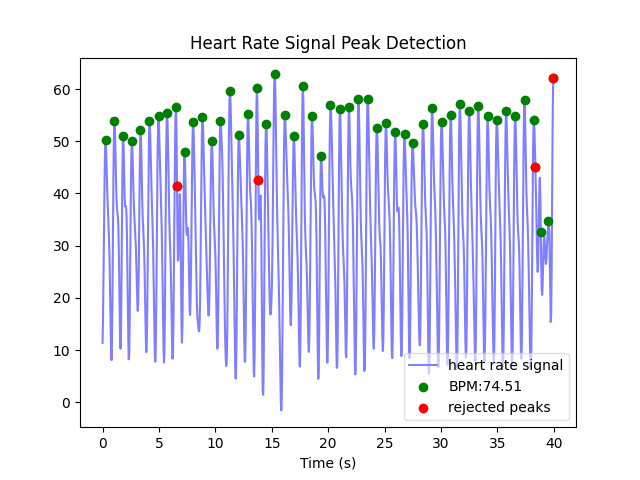 Heart Rate Signal Peak Detection
60
50
40
30
20
10
0
heart rate signal
BPM:74.51
rejected peaks
0 5 10 15 20 25 30 35 40
Time (s)